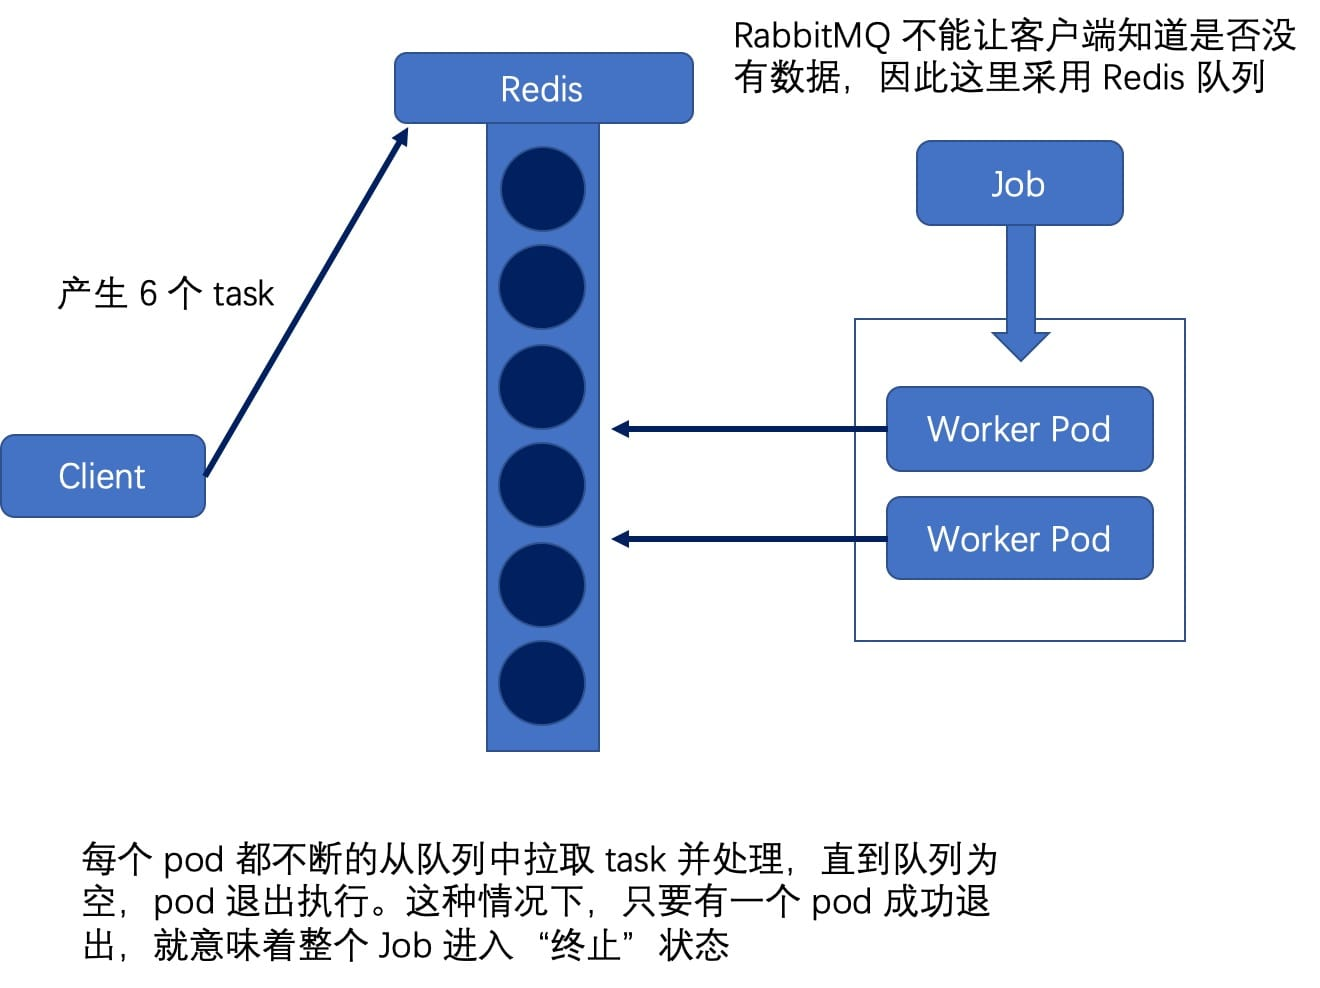 RabbitMQ 不能让客户端知道是否没
有数据，因此这里采用 Redis 队列
Redis
Job
产生 6 个 task
Worker Pod
Client
Worker Pod
每个 pod 都不断的从队列中拉取 task 并处理，直到队列为
空，pod 退出执行。这种情况下，只要有一个 pod 成功退
出，就意味着整个 Job 进入 “终止” 状态